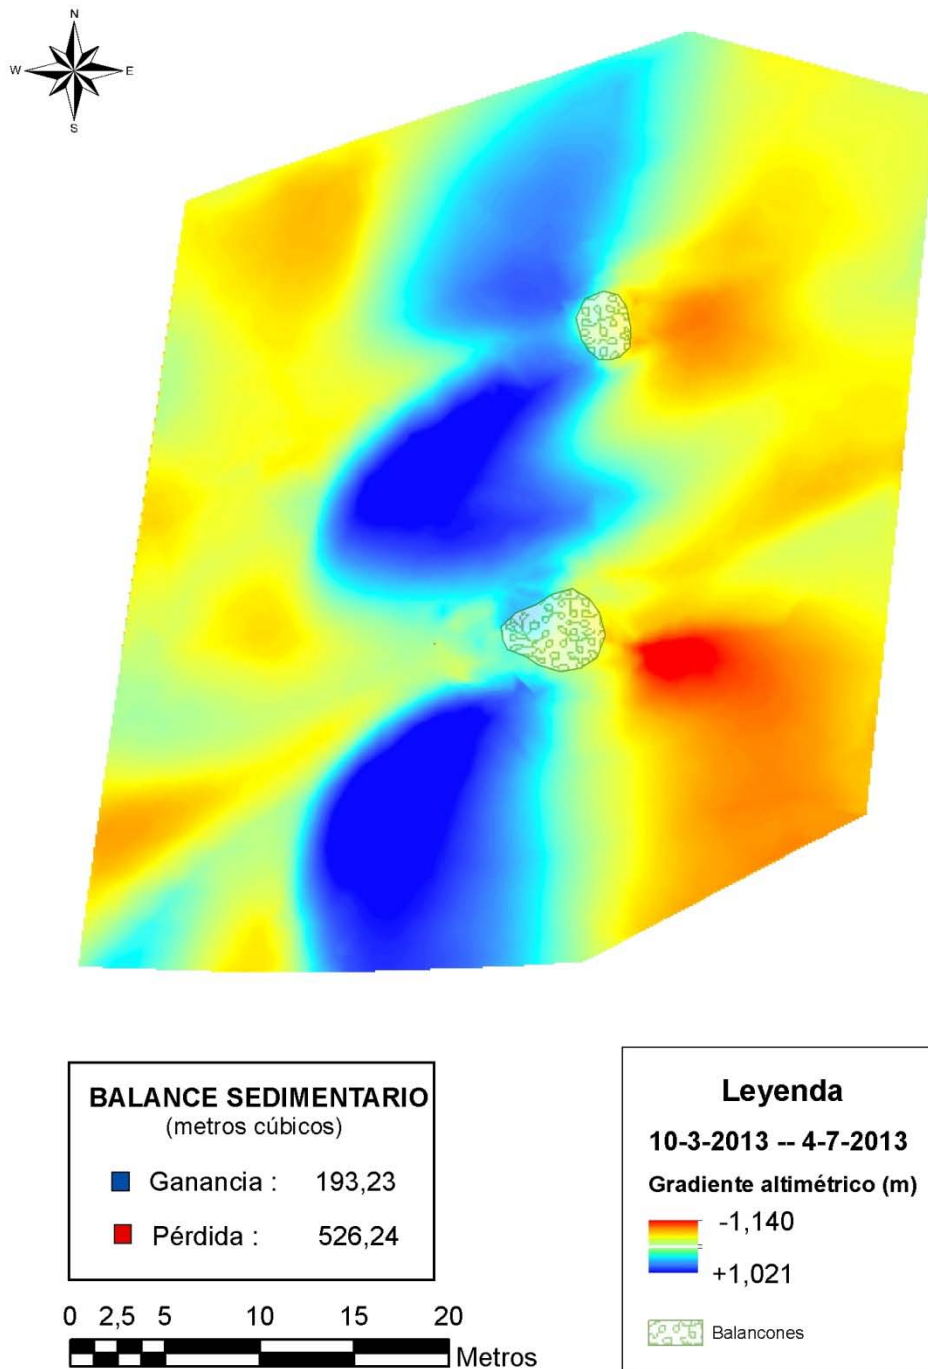 N
W E
S
BALANCE SEDIMENTARIO
(metros cúbicos)
Ganancia : 193,23
Pérdida : 526,24
0 2,5 5 10 15 20
Metros
Leyenda
10-3-2013 -- 4-7-2013
Gradiente altimétrico (m)
-1,140
+1,021
Balancones